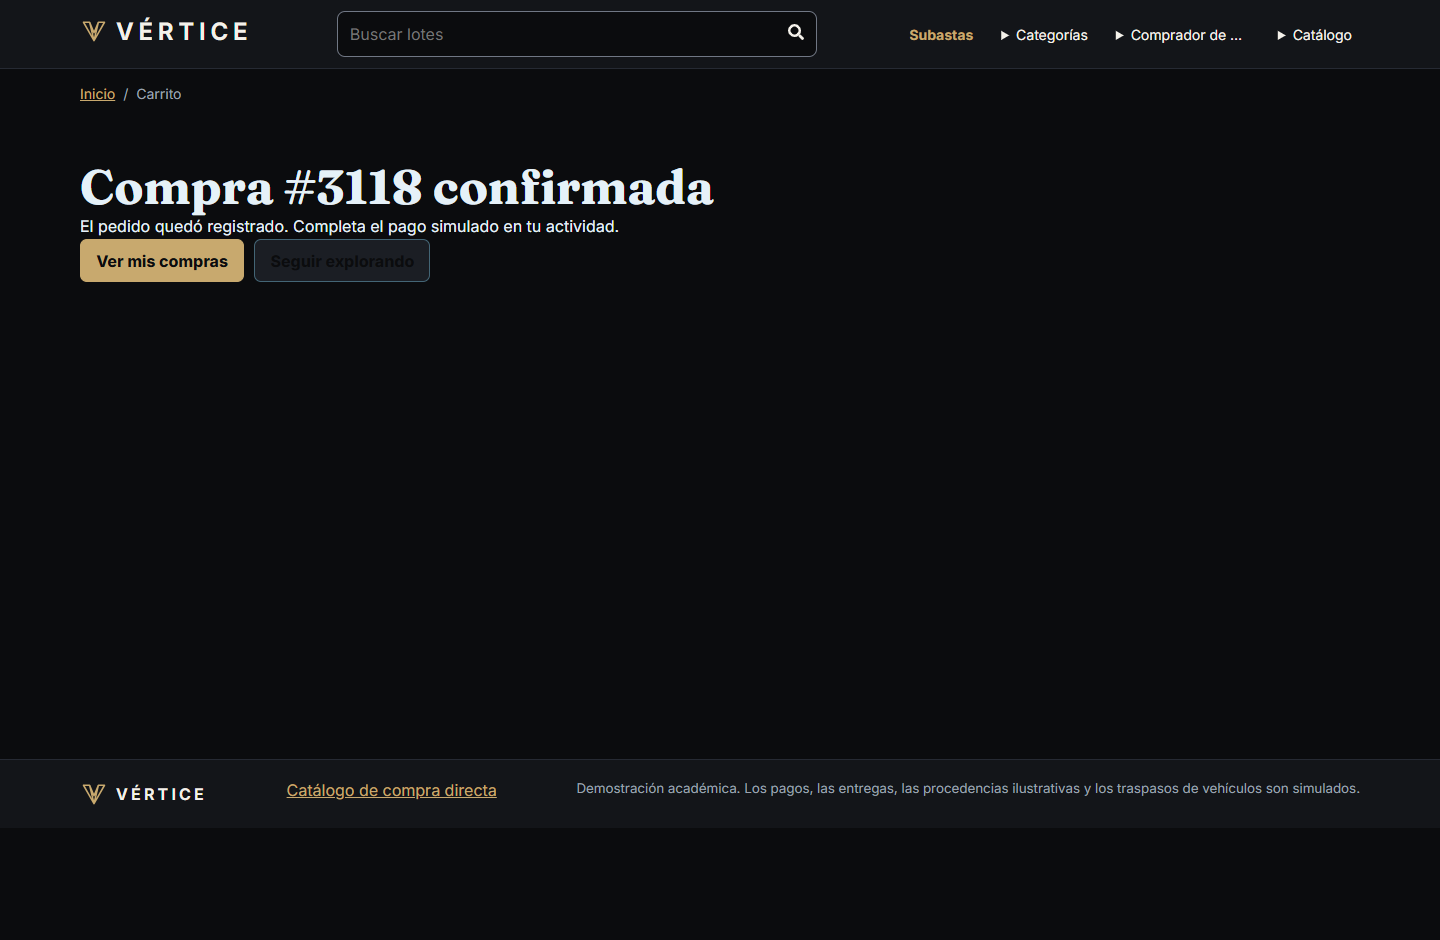 VÉRTICE
Buscar lotes
Subastas
Categorías
Comprador de ...
Catálogo
Inicio / Carrito
Compra #3118 confirmada
El pedido quedó registrado. Completa el pago simulado en tu actividad.
Ver mis compras
Seguir explorando
VÉRTICE
Catálogo de compra directa
Demostración académica. Los pagos, las entregas, las procedencias ilustrativas y los traspasos de vehículos son simulados.